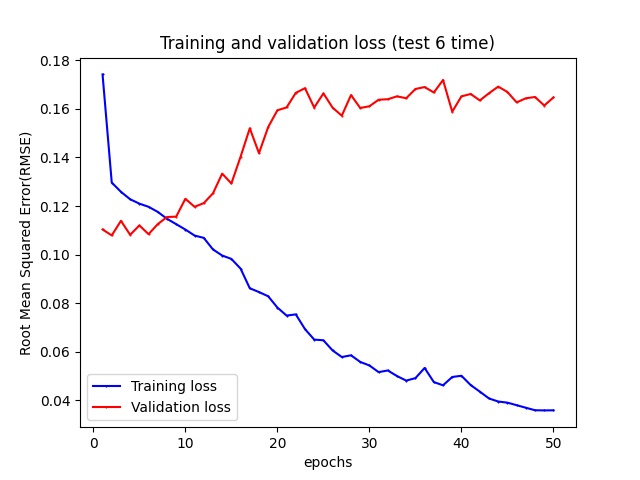 Training and validation loss (test 6 time)
Root Mean Squared Error(RMSE)
0.18
0.16
0.14
0.12
0.10
0.08
0.06
0.04
Training loss
Validation loss
0 10 20 30 40 50
epochs